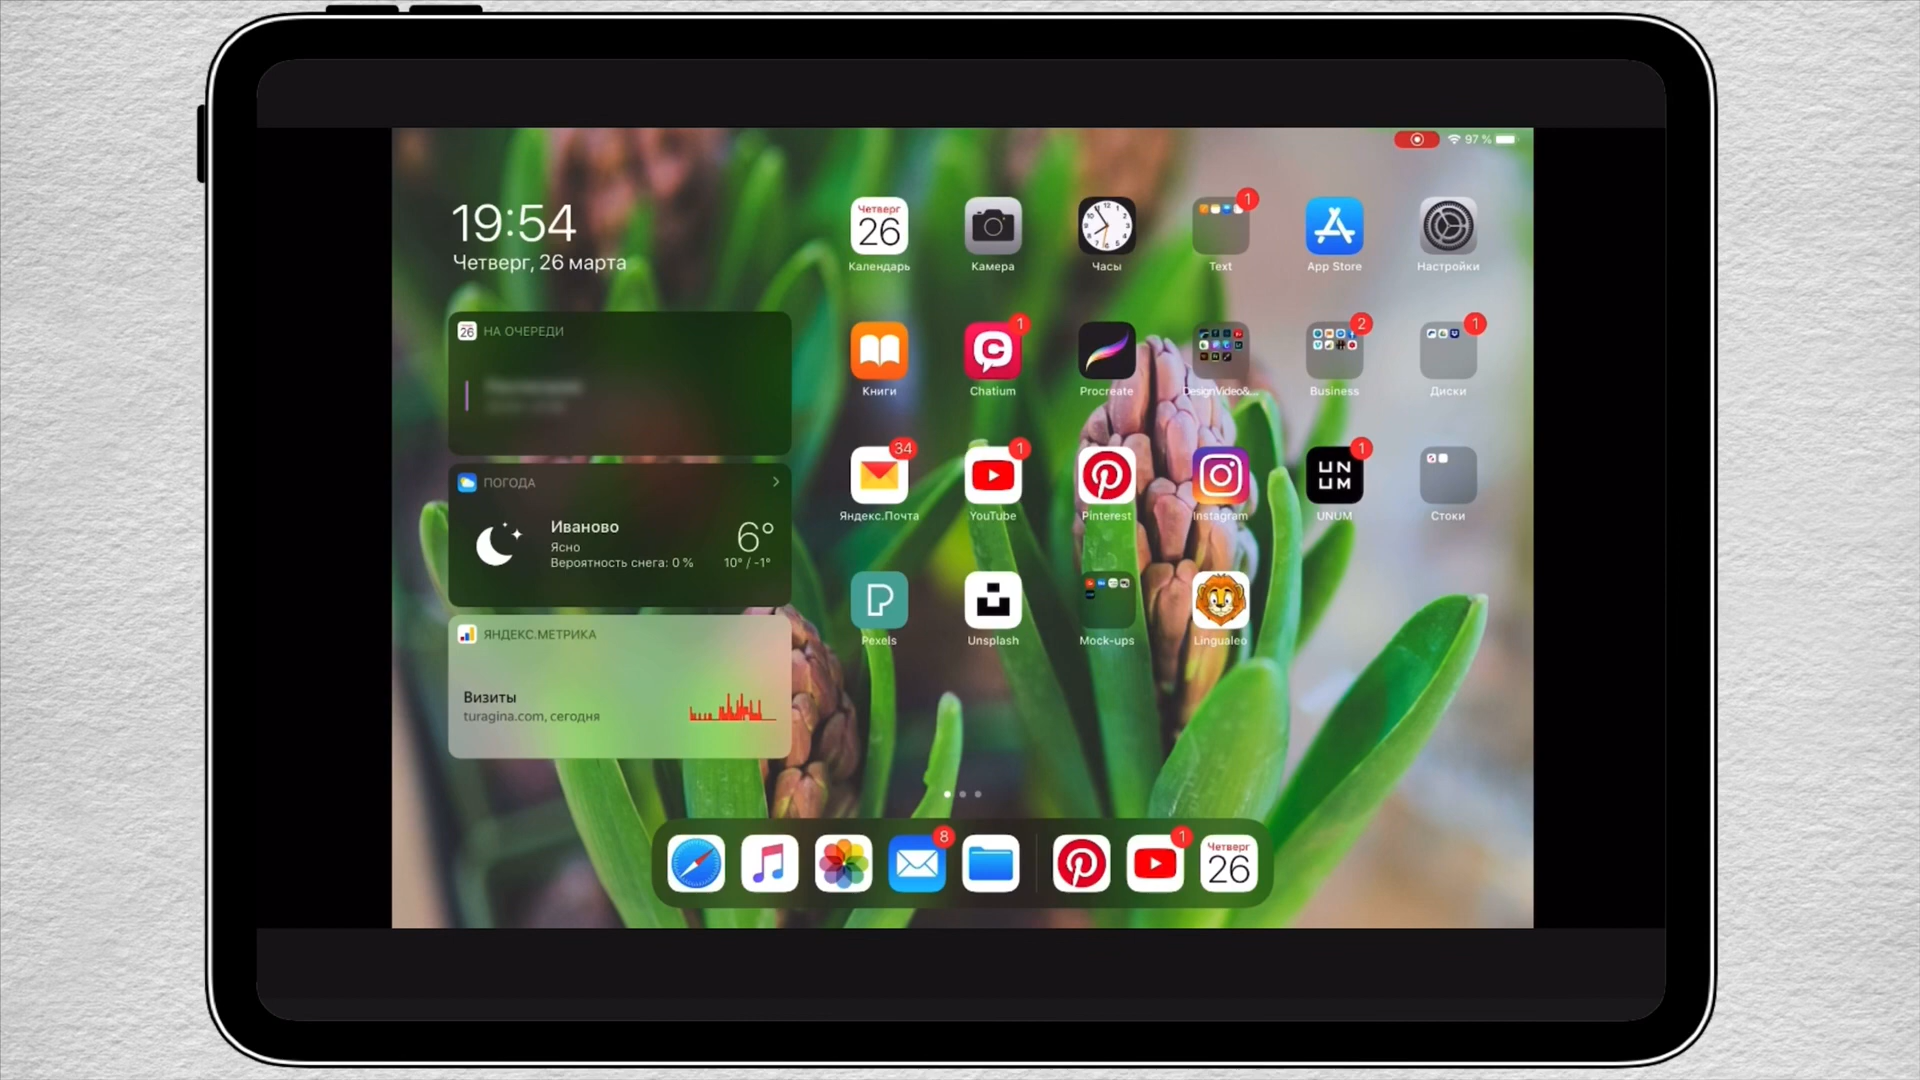 97 %
19:54
Четверг, 26 марта
26
НА ОЧЕРЕДИ
ПОГОДА
Иваново
Ясно
Вероятность снега: 0 %
6°
10° / -1°
ЯНДЕКС.МЕТРИКА
Визиты
turagina.com, сегодня
Четверг
26
1
Календарь
Камера
Часы
Text
App Store
Настройки
1
2
1
Книги
Chatium
Procreate
DesignVideo&...
Business
Диски
34
1
1
UN
UM
Яндекс.Почта
YouTube
Pinterest
Instagram
UNUM
Стоки
Pexels
Unsplash
Mock-ups
Lingualeo
8
1
Четверг
26